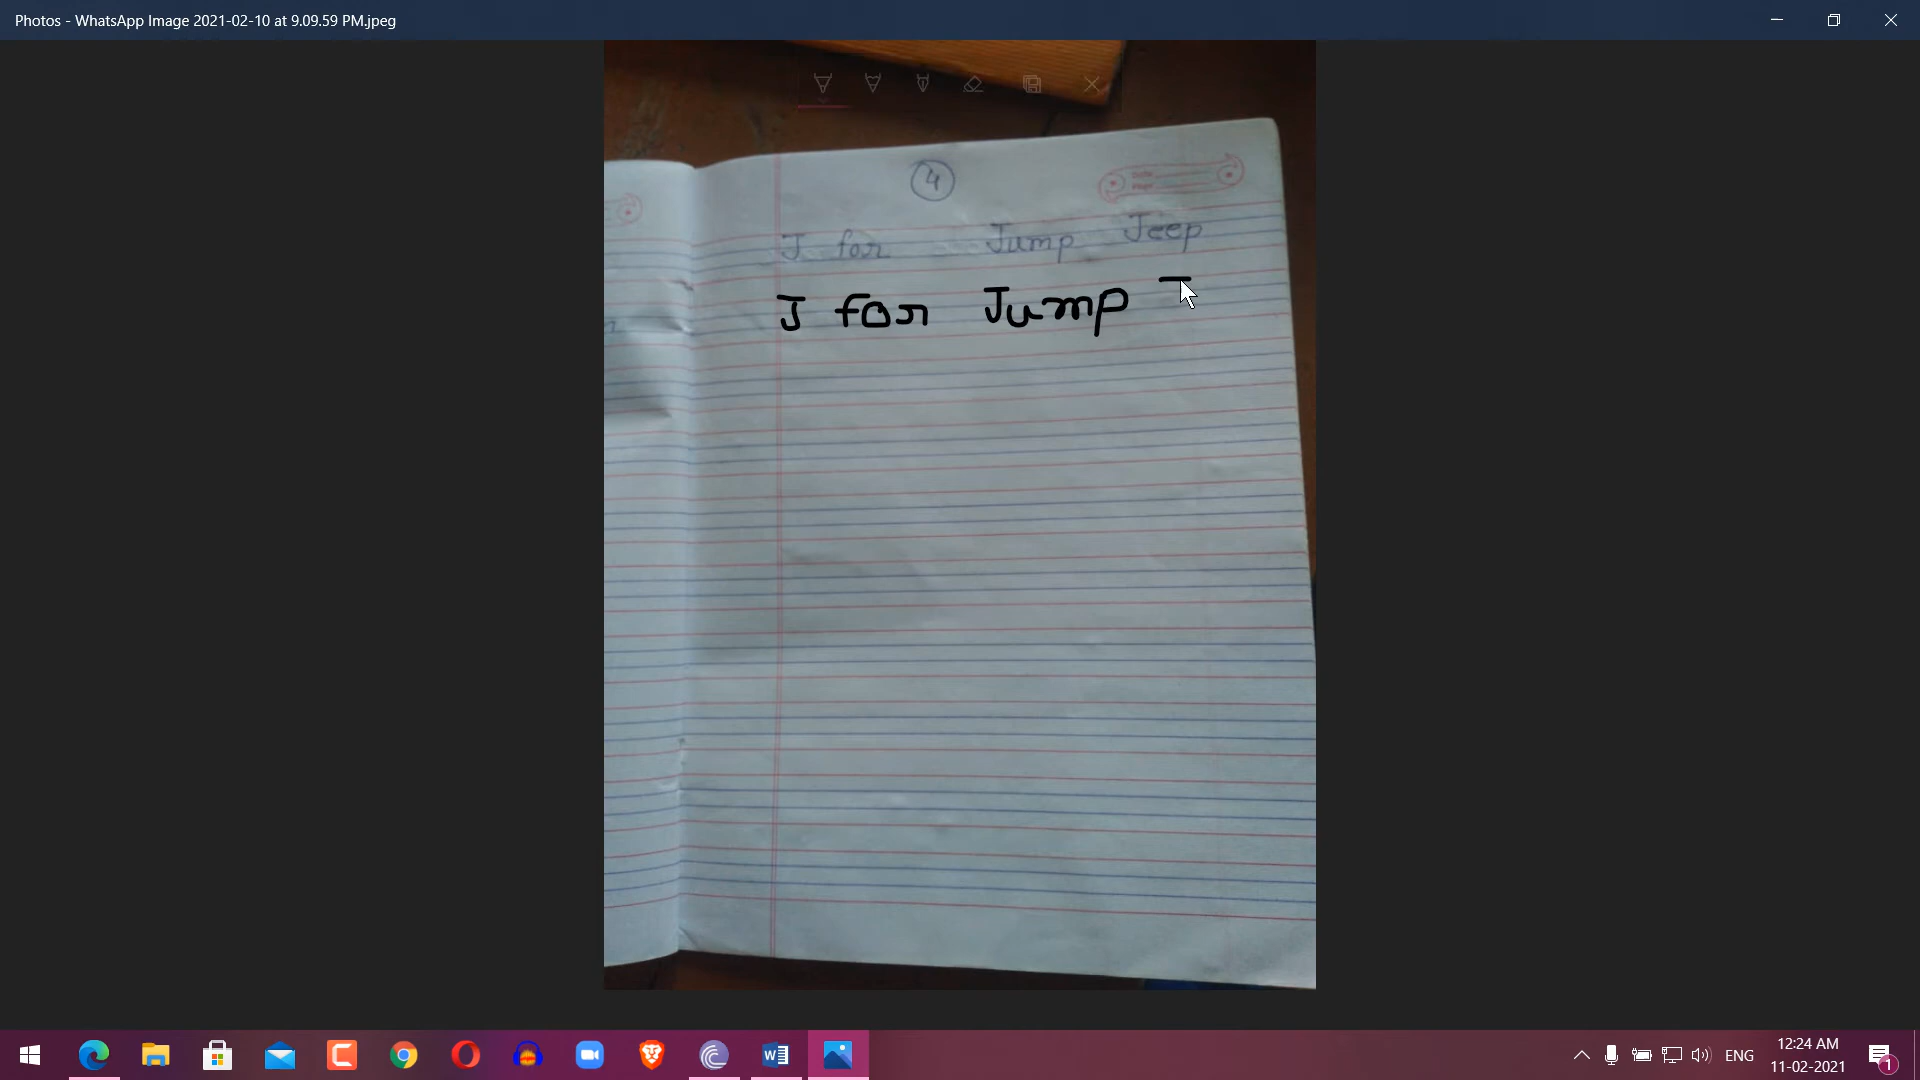 Photos - WhatsApp Image 2021-02-10 at 9.09.59 PM.jpeg
4
J for Jump Jeep
J for Jump
ENG
12:24 AM
11-02-2021
1